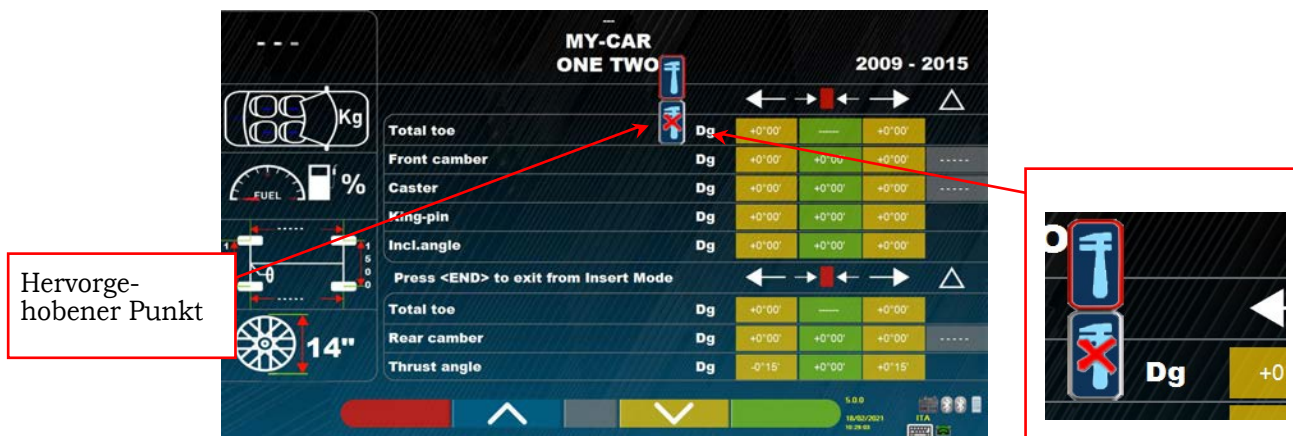 ---
---
MY-CAR
ONE TWO
2009 - 2015
Kg
Total toe Dg +0°00' ----- +0°00'
Front camber Dg +0°00' +0°00' +0°00' -----
FUEL %
Caster Dg +0°00' +0°00' +0°00' -----
King-pin Dg +0°00' +0°00' +0°00'
Incl.angle Dg +0°00' +0°00' +0°00'
-----
1 1
5
0
0
-----
Press <END> to exit from Insert Mode
Total toe Dg +0°00' ----- +0°00'
Rear camber Dg +0°00' +0°00' +0°00' -----
14"
Thrust angle Dg -0°15' +0°00' +0°15'
5.0.0
18/02/2021
ITA
Hervorge-
hobener Punkt
O
Dg +0